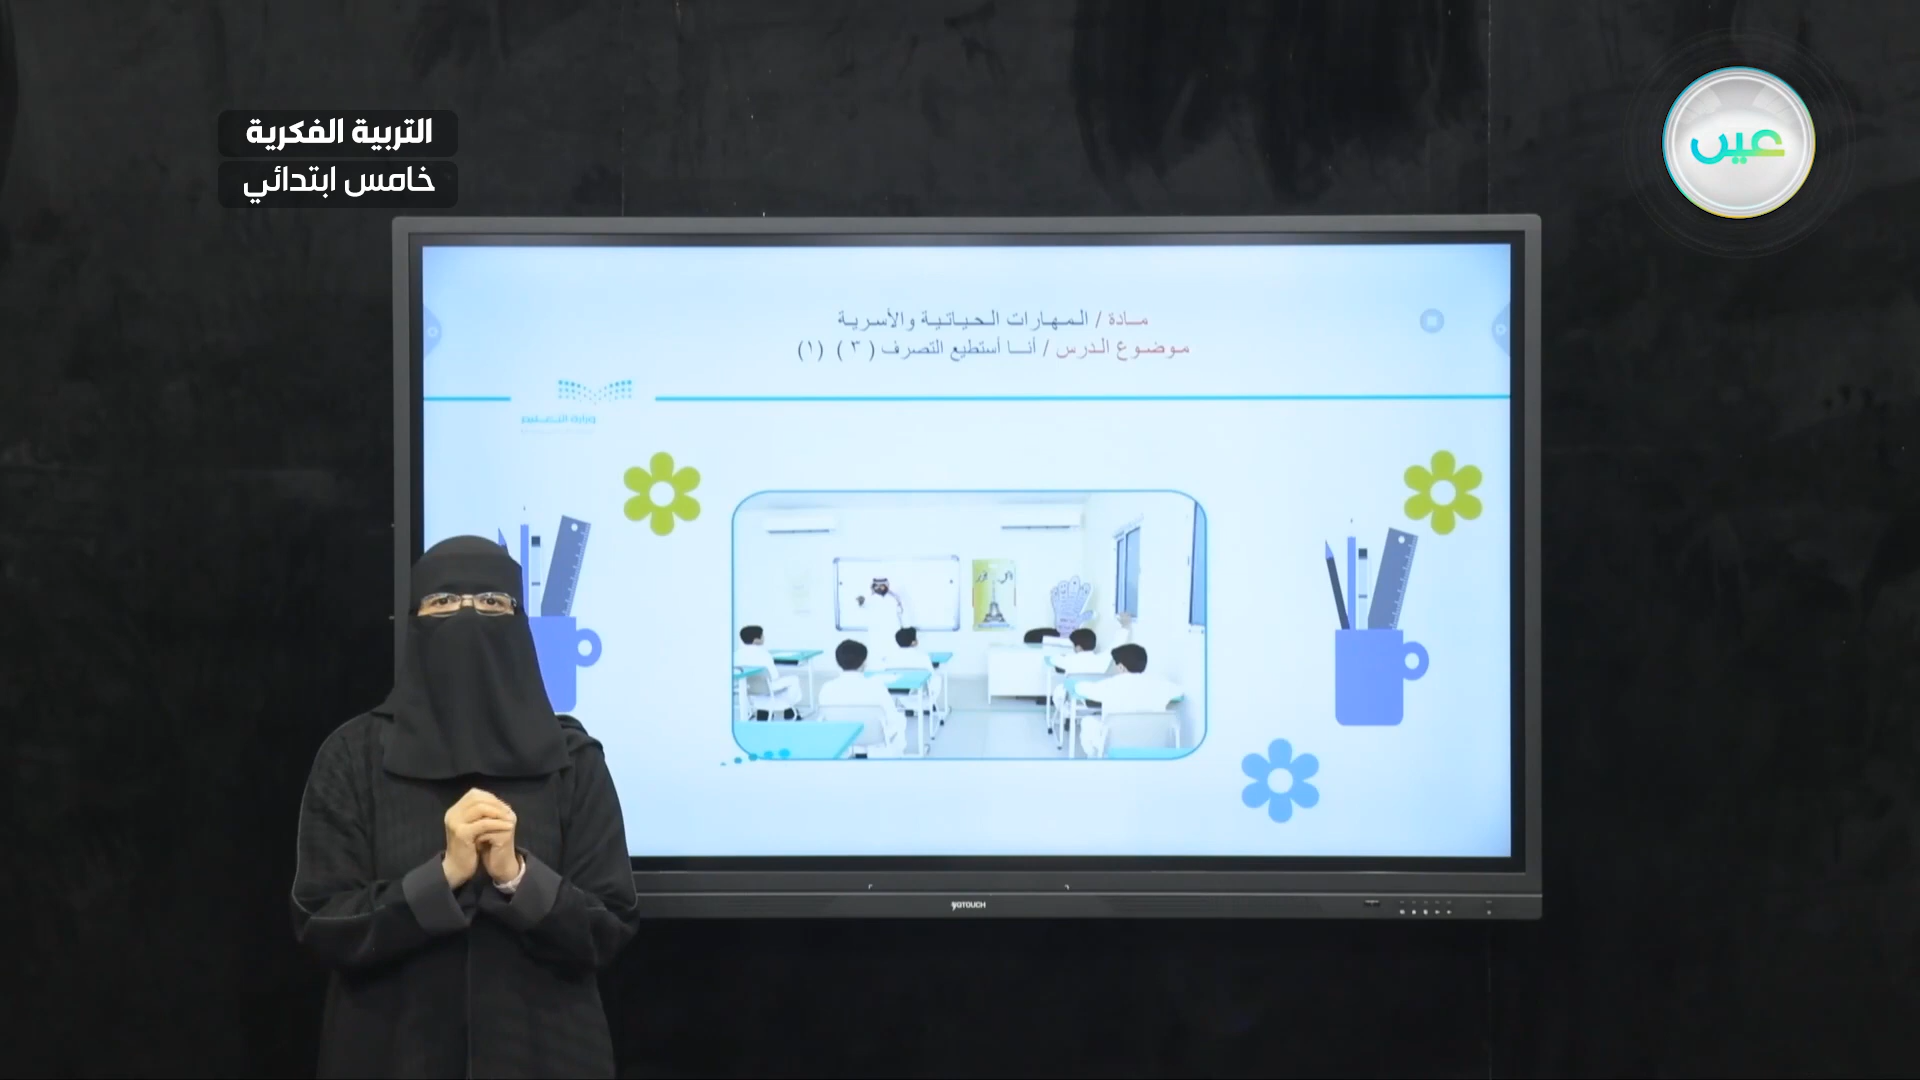 التربية الفكرية
خامس ابتدائي
عين
مادة / المهارات الحياتية والأسرية
موضوع الدرس / أنا أستطيع التصرف ( ٣ ) (١)
وزارة التعليم